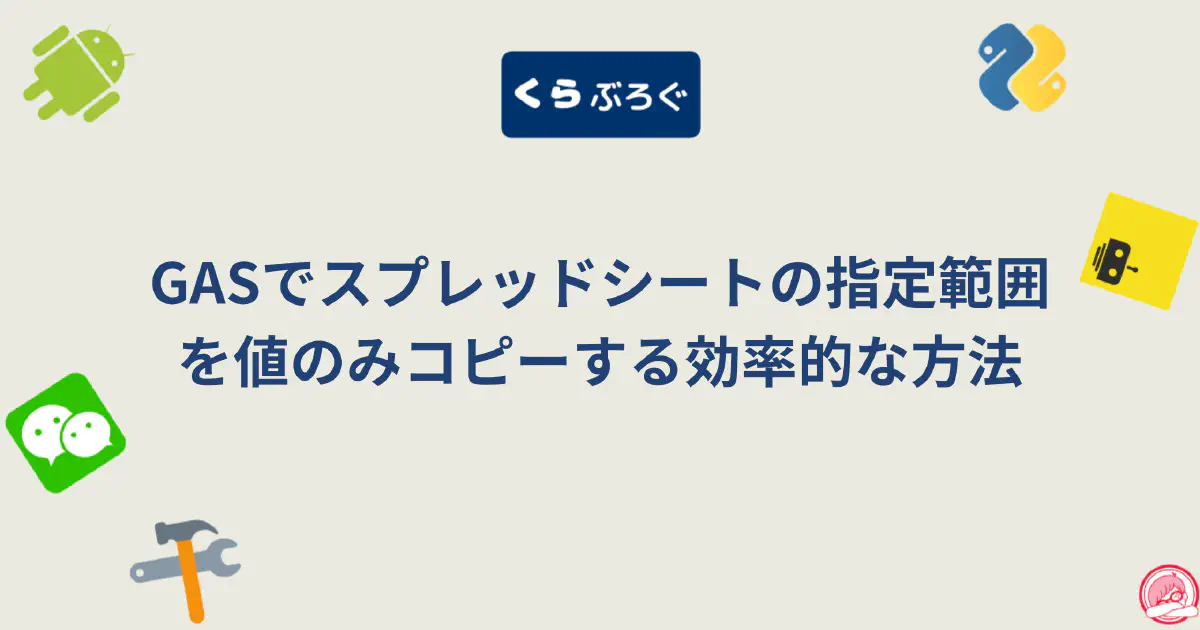 くらぶろぐ
GASでスプレッドシートの指定範囲
を値のみコピーする効率的な方法